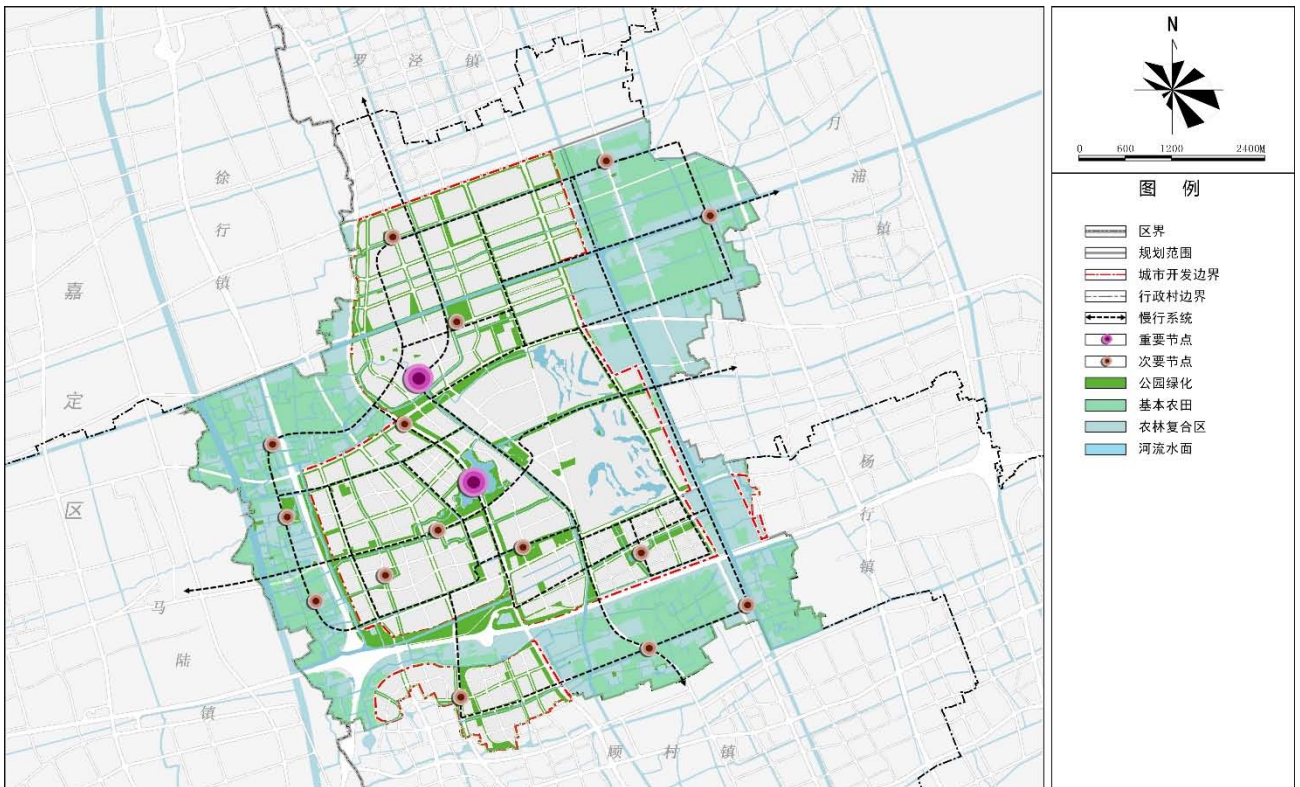 罗泾镇
月浦镇
徐行镇
嘉定区
杨行镇
马陆镇
顾村镇
N
0 600 1200 2400M
图 例
区界
规划范围
城市开发边界
行政村边界
慢行系统
重要节点
次要节点
公园绿化
基本农田
农林复合区
河流水面